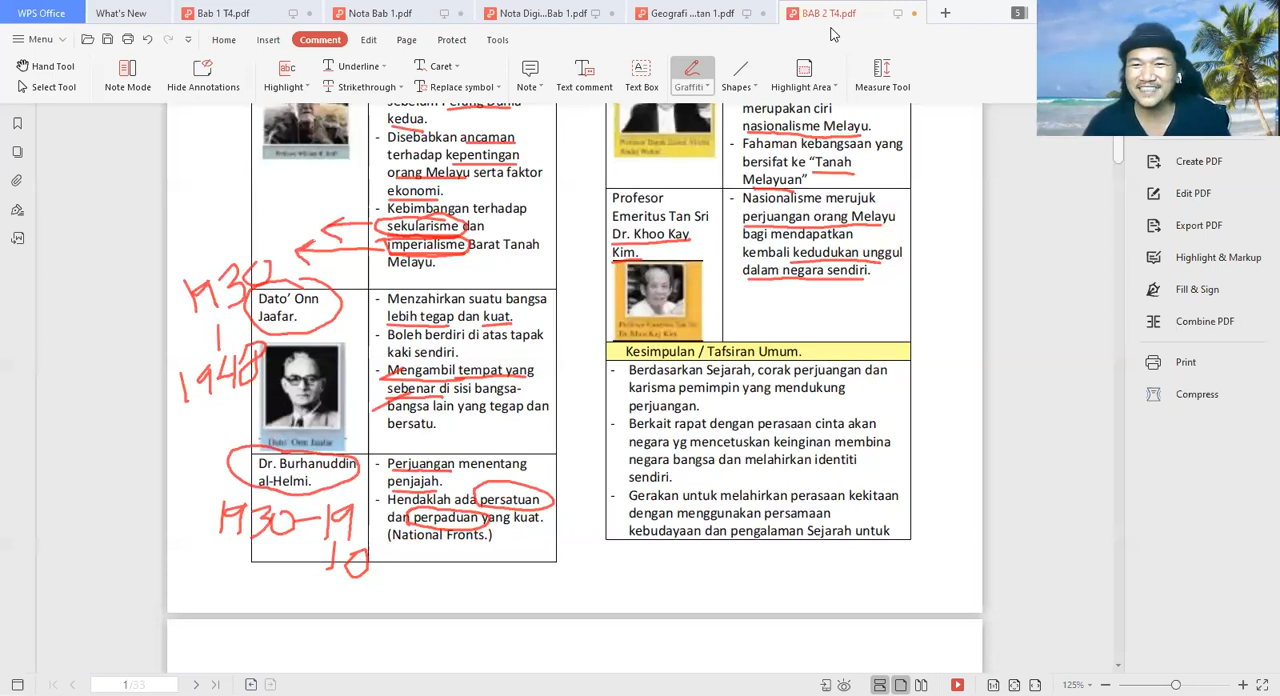 WPS Office
What's New
Bab 1 T4.pdf
Nota Bab 1.pdf
Nota Digi...Bab 1.pdf
Geografi ...tan 1.pdf
BAB 2 T4.pdf
5
Menu
Home
Insert
Comment
Edit
Page
Protect
Tools
Hand Tool
Select Tool
Note Mode
Hide Annotations
Highlight
Underline
Strikethrough
Caret
Replace symbol
Note
Text comment
Text Box
Graffiti
Shapes
Highlight Area
Measure Tool
sebelum Perang Dunia
kedua.
- Disebabkan ancaman
terhadap kepentingan
orang Melayu serta faktor
ekonomi.
- Kebimbangan terhadap
sekularisme dan
imperialisme Barat Tanah
Melayu.
1930
1948
Dato’ Onn
Jaafar.
Dato' Onn Jaafar
- Menzahirkan suatu bangsa
lebih tegap dan kuat.
- Boleh berdiri di atas tapak
kaki sendiri.
- Mengambil tempat yang
sebenar di sisi bangsa-
bangsa lain yang tegap dan
bersatu.
Dr. Burhanuddin
al-Helmi.
1930-19
10
- Perjuangan menentang
penjajah.
- Hendaklah ada persatuan
dan perpaduan yang kuat.
(National Fronts.)
merupakan ciri
nasionalisme Melayu.
- Fahaman kebangsaan yang
bersifat ke “Tanah
Melayuan”
Profesor
Emeritus Tan Sri
Dr. Khoo Kay
Kim.
- Nasionalisme merujuk
perjuangan orang Melayu
bagi mendapatkan
kembali kedudukan unggul
dalam negara sendiri.
Kesimpulan / Tafsiran Umum.
- Berdasarkan Sejarah, corak perjuangan dan
karisma pemimpin yang mendukung
perjuangan.
- Berkait rapat dengan perasaan cinta akan
negara yg mencetuskan keinginan membina
negara bangsa dan melahirkan identiti
sendiri.
- Gerakan untuk melahirkan perasaan kekitaan
dengan menggunakan persamaan
kebudayaan dan pengalaman Sejarah untuk
Create PDF
Edit PDF
Export PDF
Highlight & Markup
Fill & Sign
Combine PDF
Print
Compress
1/33
125%